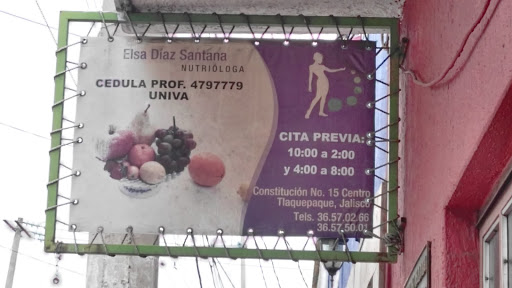 Elsa Díaz Santana
NUTRIÓLOGA
CEDULA PROF. 4797779
UNIVA
CITA PREVIA:
10:00 a 2:00
y 4:00 a 8:00
Constitución No. 15 Centro
Tlaquepaque, Jalisco
Tels. 36.57.02.66
36.57.50.01